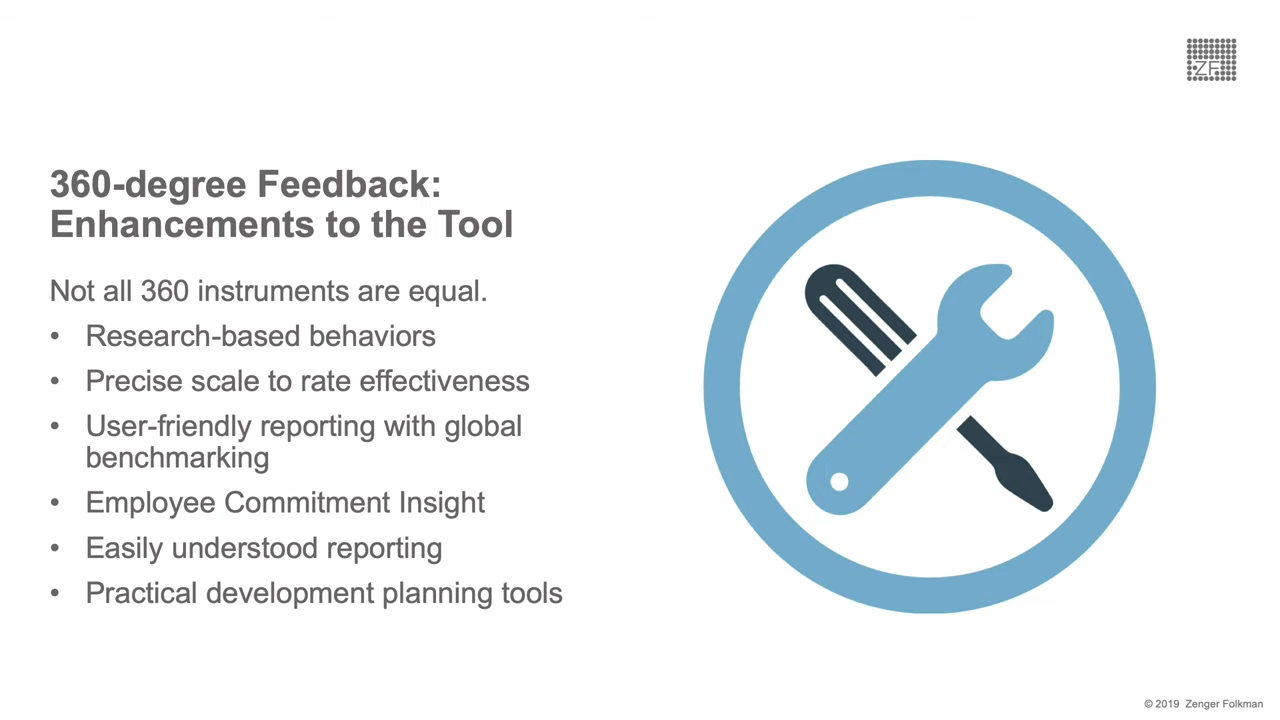 ZF
360-degree Feedback:
Enhancements to the Tool
Not all 360 instruments are equal.
• Research-based behaviors
• Precise scale to rate effectiveness
• User-friendly reporting with global
benchmarking
• Employee Commitment Insight
• Easily understood reporting
• Practical development planning tools
© 2019 Zenger Folkman